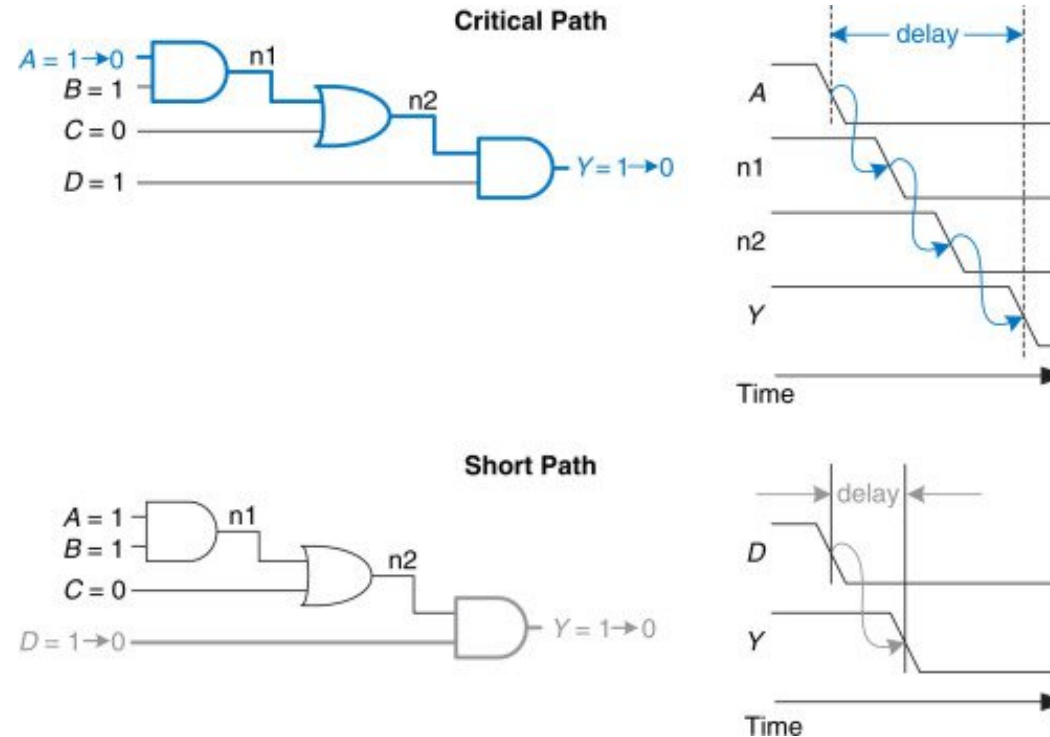 Critical Path
A = 1→0
B = 1
C = 0
D = 1
n1
n2
Y = 1→0
delay
A
n1
n2
Y
Time
Short Path
A = 1
B = 1
C = 0
D = 1→0
n1
n2
Y = 1→0
delay
D
Y
Time